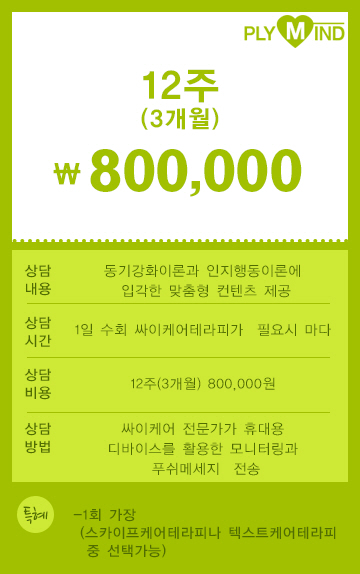 PLY MIND
12주
(3개월)
₩ 800,000
상담
내용
동기강화이론과 인지행동이론에
입각한 맞춤형 컨텐츠 제공
상담
시간
1일 수회 싸이케어테라피가 필요시 마다
상담
비용
12주(3개월) 800,000원
상담
방법
싸이케어 전문가가 휴대용
디바이스를 활용한 모니터링과
푸쉬메세지 전송
특혜
-1회 가장
(스카이프케어테라피나 텍스트케어테라피
중 선택가능)